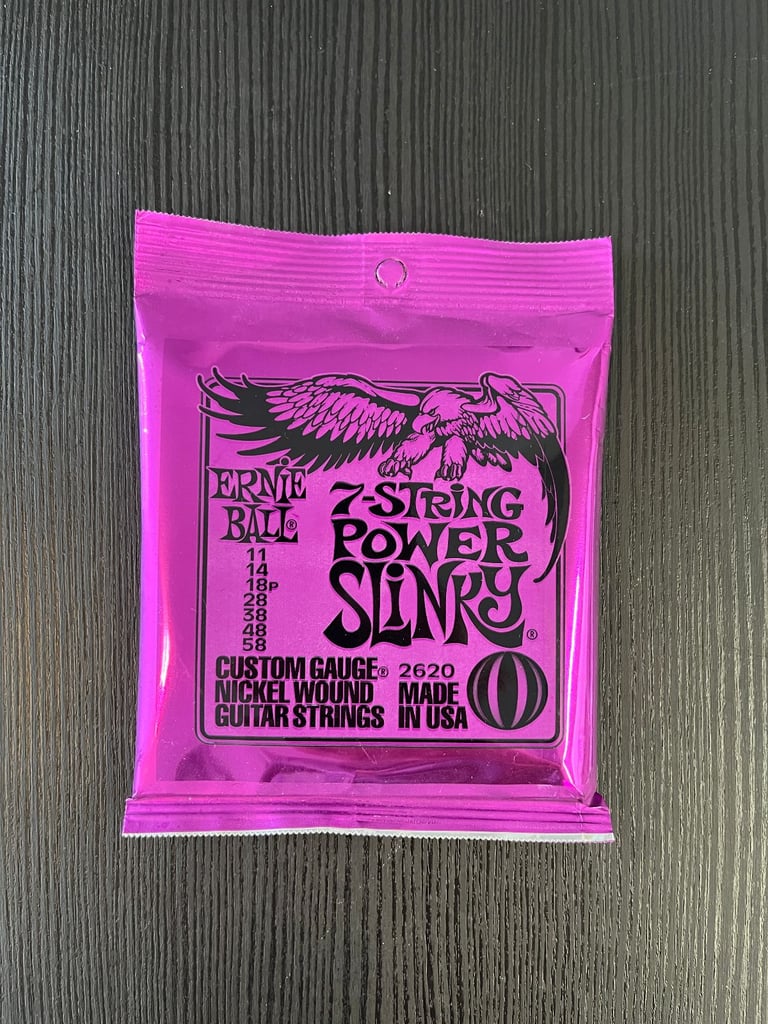 ERNIE
BALL®
11
14
18P
28
38
48
58
7-STRING
POWER
SLINKY®
CUSTOM GAUGE®
NICKEL WOUND
GUITAR STRINGS
2620
MADE
IN USA